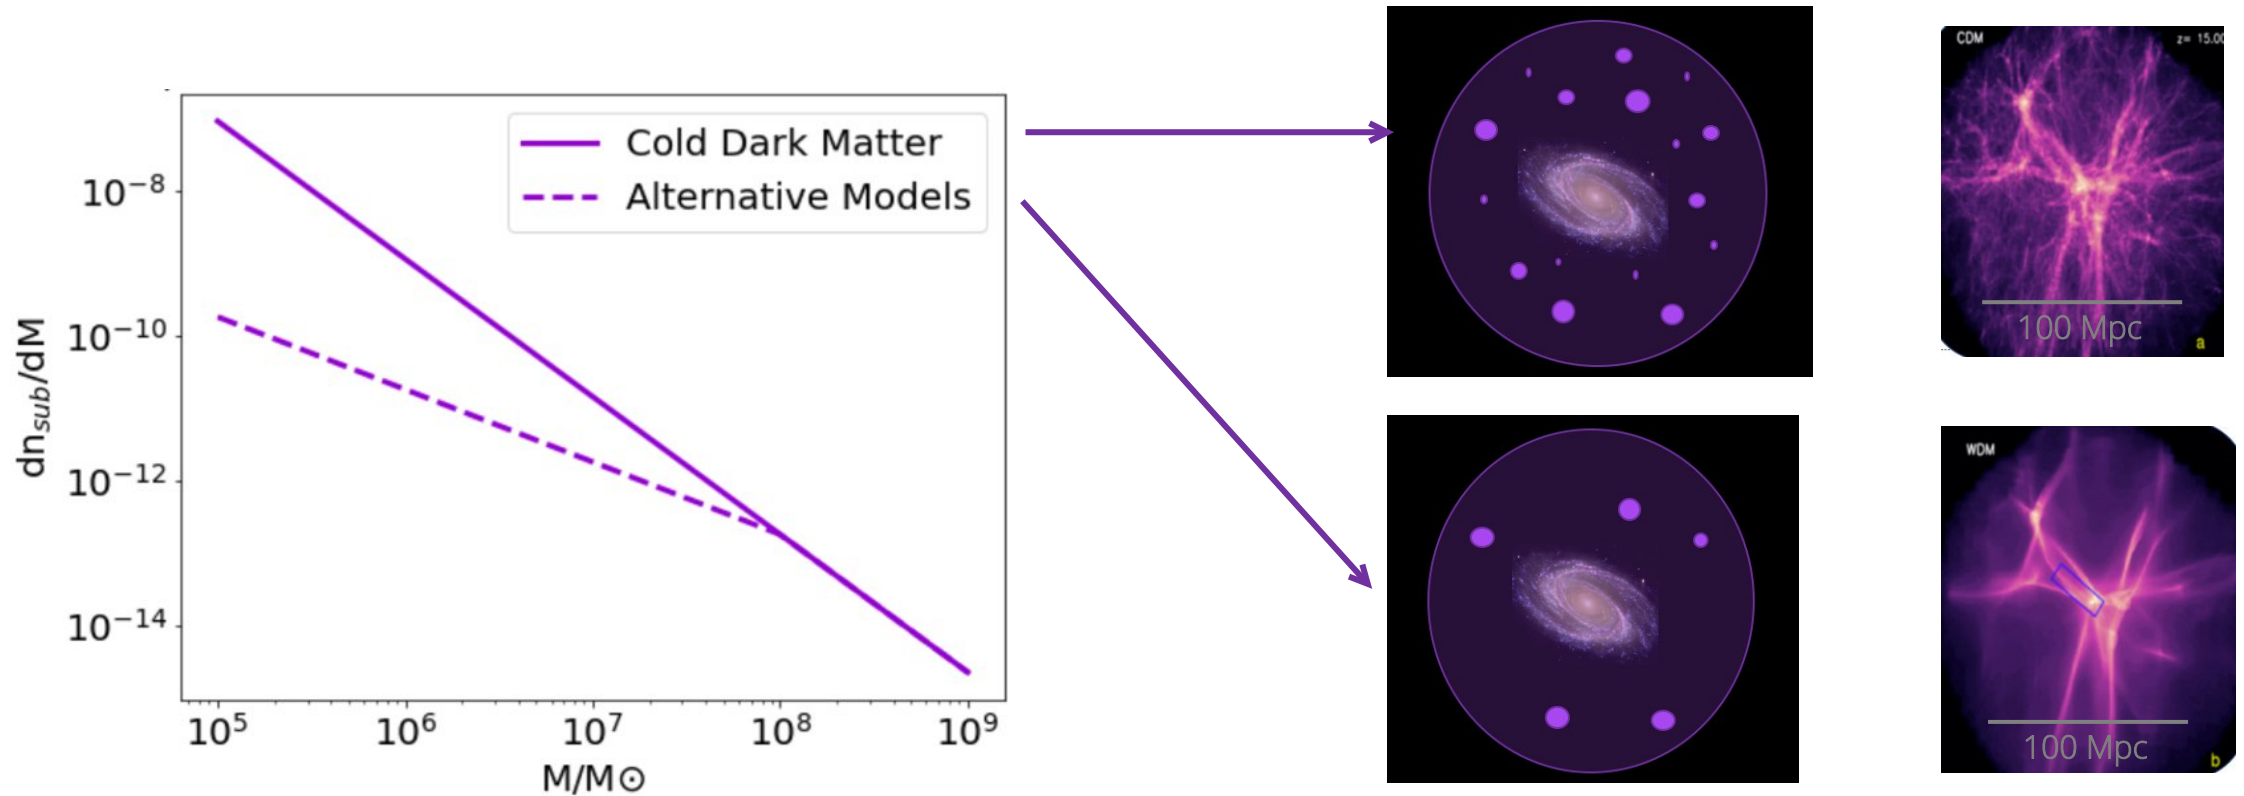 Cold Dark Matter
Alternative Models
10⁻⁸
10⁻¹⁰
10⁻¹²
10⁻¹⁴
dn_sub/dM
10⁵ 10⁶ 10⁷ 10⁸ 10⁹
M/M⊙
CDM z= 15.00
100 Mpc
a
WDM
100 Mpc
b